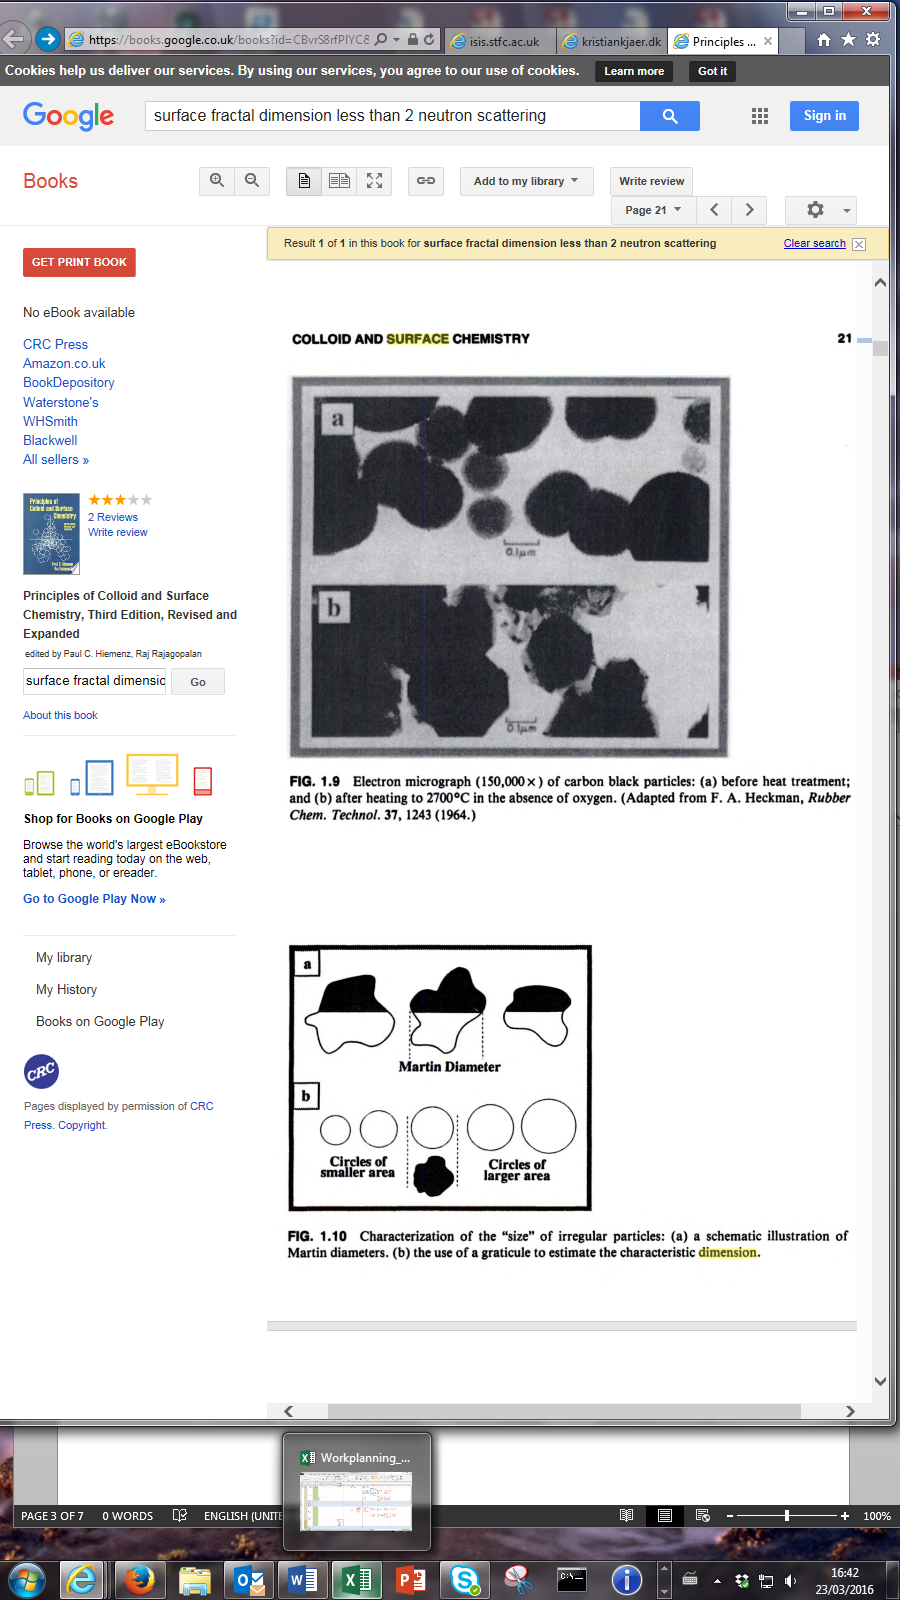 https://books.google.co.uk/books?id=CBvrS8rfPIYC&
isis.stfc.ac.uk
kristiankjaer.dk
Principles ...
Cookies help us deliver our services. By using our services, you agree to our use of cookies.
Learn more
Got it
Google
surface fractal dimension less than 2 neutron scattering
Sign in
Books
Add to my library
Write review
Page 21
Result 1 of 1 in this book for surface fractal dimension less than 2 neutron scattering
Clear search
GET PRINT BOOK
No eBook available
CRC Press
Amazon.co.uk
BookDepository
Waterstone's
WHSmith
Blackwell
All sellers »
Principles of
Colloid and Surface
Chemistry
2 Reviews
Write review
Principles of Colloid and Surface
Chemistry, Third Edition, Revised and
Expanded
edited by Paul C. Hiemenz, Raj Rajagopalan
surface fractal dimensio
Go
About this book
Shop for Books on Google Play
Browse the world's largest eBookstore
and start reading today on the web,
tablet, phone, or ereader.
Go to Google Play Now »
My library
My History
Books on Google Play
CRC
Pages displayed by permission of CRC
Press. Copyright.
COLLOID AND SURFACE CHEMISTRY
21
a
0.1μm
b
0.1μm
FIG. 1.9 Electron micrograph (150,000×) of carbon black particles: (a) before heat treatment;
and (b) after heating to 2700°C in the absence of oxygen. (Adapted from F. A. Heckman, Rubber
Chem. Technol. 37, 1243 (1964.)
a
Martin Diameter
b
Circles of
smaller area
Circles of
larger area
FIG. 1.10 Characterization of the "size" of irregular particles: (a) a schematic illustration of
Martin diameters. (b) the use of a graticule to estimate the characteristic dimension.
Workplanning_...
PAGE 3 OF 7
0 WORDS
ENGLISH (UNITE
100%
16:42
23/03/2016